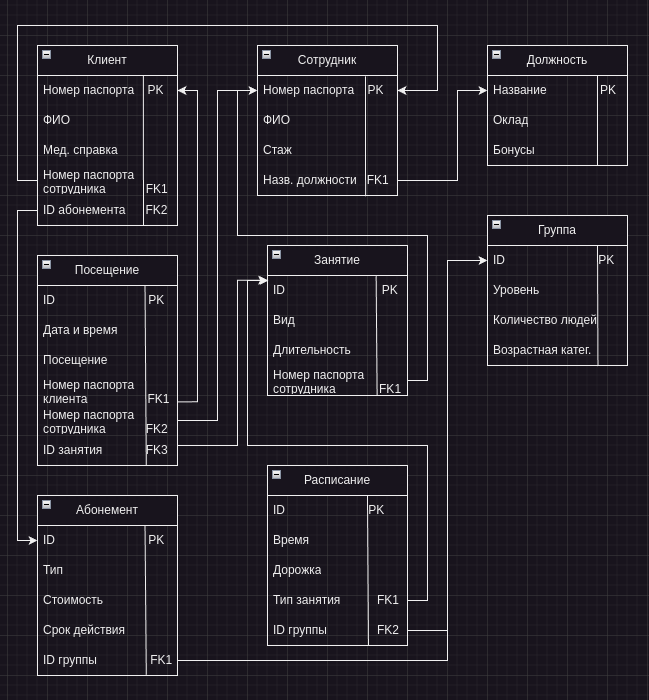 Клиент
Номер паспорта PK
ФИО
Мед. справка
Номер паспорта
сотрудника FK1
ID абонемента FK2
Сотрудник
Номер паспорта PK
ФИО
Стаж
Назв. должности FK1
Должность
Название PK
Оклад
Бонусы
Посещение
ID PK
Дата и время
Посещение
Номер паспорта
клиента FK1
Номер паспорта
сотрудника FK2
ID занятия FK3
Занятие
ID PK
Вид
Длительность
Номер паспорта
сотрудника FK1
Группа
ID PK
Уровень
Количество людей
Возрастная катег.
Абонемент
ID PK
Тип
Стоимость
Срок действия
ID группы FK1
Расписание
ID PK
Время
Дорожка
Тип занятия FK1
ID группы FK2